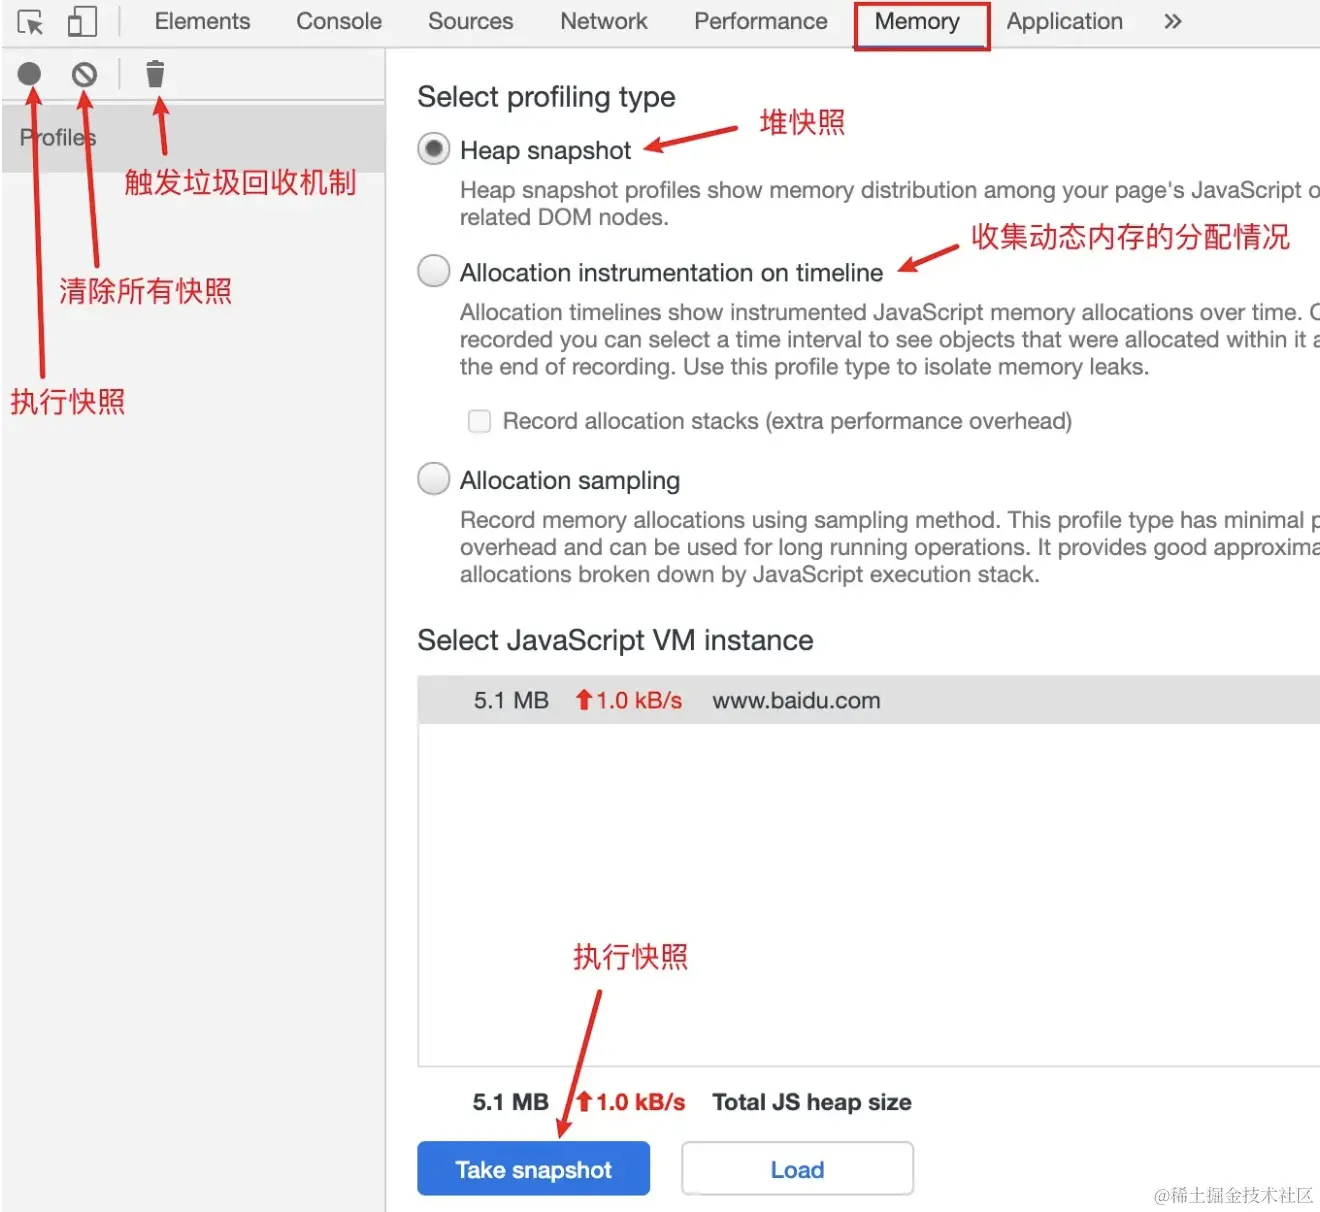 Elements Console Sources Network Performance Memory Application
Profiles
触发垃圾回收机制
清除所有快照
执行快照
Select profiling type
堆快照
Heap snapshot
Heap snapshot profiles show memory distribution among your page's JavaScript o
related DOM nodes.
收集动态内存的分配情况
Allocation instrumentation on timeline
Allocation timelines show instrumented JavaScript memory allocations over time.
recorded you can select a time interval to see objects that were allocated within it a
the end of recording. Use this profile type to isolate memory leaks.
Record allocation stacks (extra performance overhead)
Allocation sampling
Record memory allocations using sampling method. This profile type has minimal p
overhead and can be used for long running operations. It provides good approxima
allocations broken down by JavaScript execution stack.
Select JavaScript VM instance
5.1 MB 1.0 kB/s www.baidu.com
执行快照
5.1 MB 1.0 kB/s Total JS heap size
Take snapshot Load
@稀土掘金技术社区